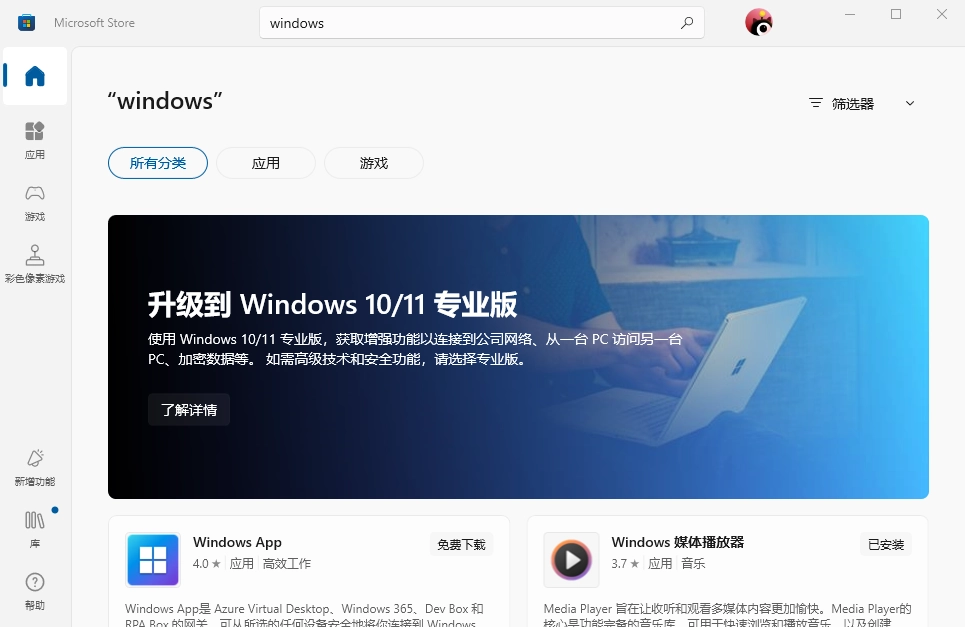 Microsoft Store
windows
“windows”
筛选器
所有分类
应用
游戏
应用
游戏
彩色像素游戏
新增功能
库
帮助
升级到 Windows 10/11 专业版
使用 Windows 10/11 专业版，获取增强功能以连接到公司网络、从一台 PC 访问另一台
PC、加密数据等。 如需高级技术和安全功能，请选择专业版。
了解详情
Windows App
免费下载
4.0 ★ 应用 高效工作
Windows App是 Azure Virtual Desktop、Windows 365、Dev Box 和
RPA Box 的网关，可从所选的任何设备安全地将你连接到 Windows
Windows 媒体播放器
已安装
3.7 ★ 应用 音乐
Media Player 旨在让收听和观看多媒体内容更加愉快。Media Player的
核心是功能完备的音乐库，可用于快速浏览和播放音乐，以及创建